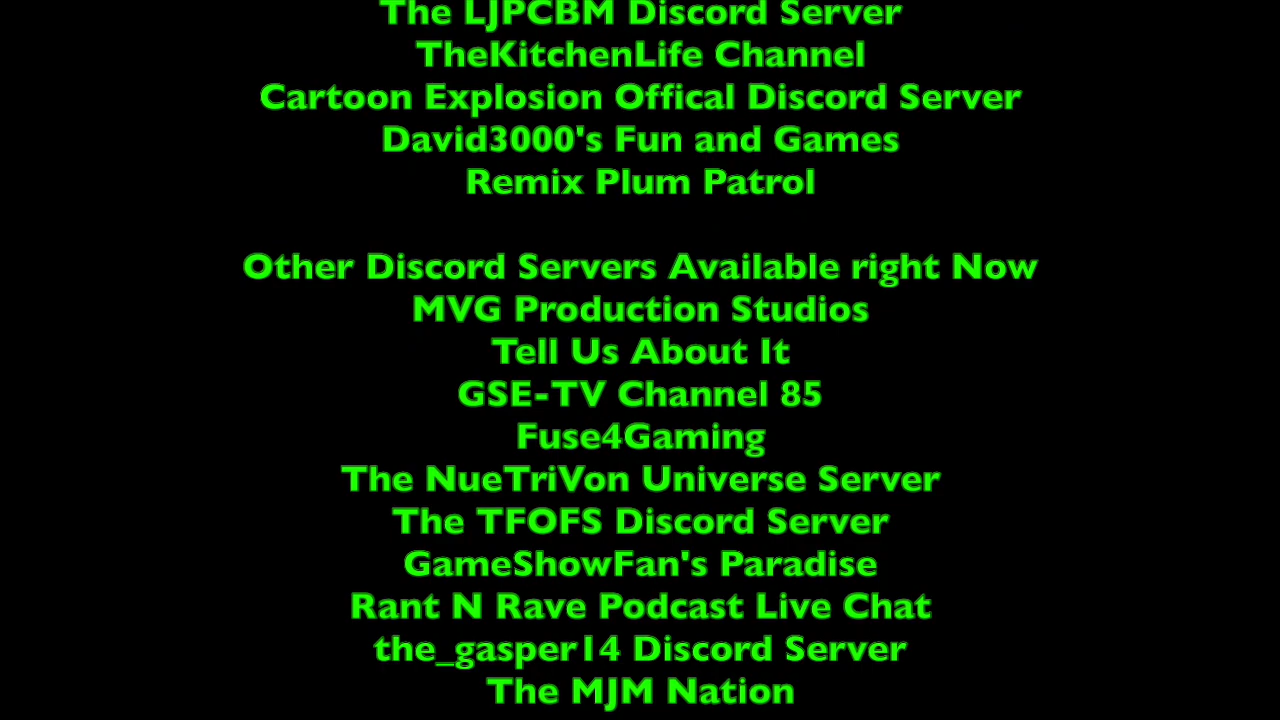 The LJPCBM Discord Server
TheKitchenLife Channel
Cartoon Explosion Offical Discord Server
David3000's Fun and Games
Remix Plum Patrol
Other Discord Servers Available right Now
MVG Production Studios
Tell Us About It
GSE-TV Channel 85
Fuse4Gaming
The NueTriVon Universe Server
The TFOFS Discord Server
GameShowFan's Paradise
Rant N Rave Podcast Live Chat
the_gasper14 Discord Server
The MJM Nation